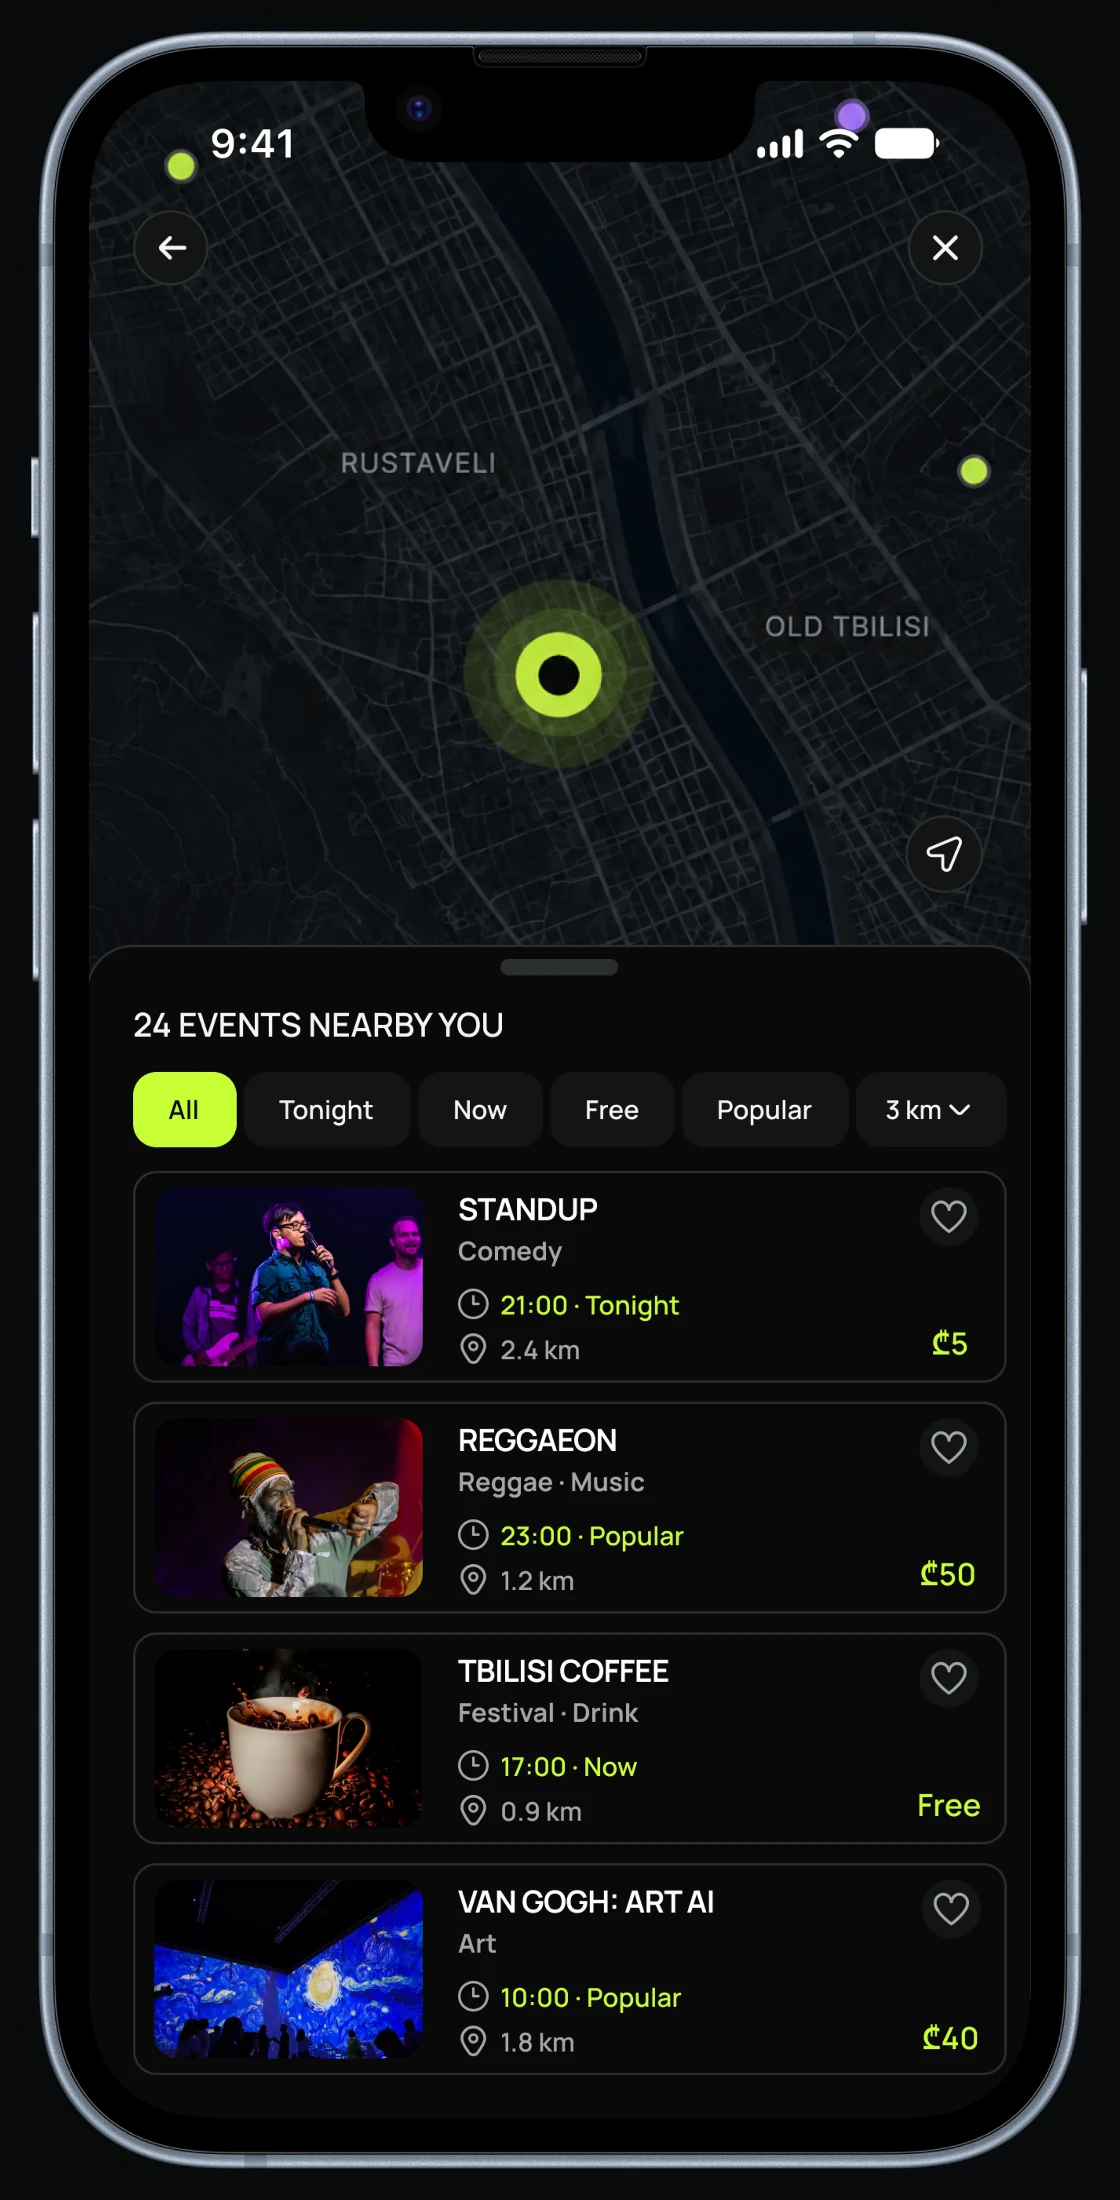 9:41
RUSTAVELI
OLD TBILISI
24 EVENTS NEARBY YOU
All
Tonight
Now
Free
Popular
3 km
STANDUP
Comedy
21:00 · Tonight
2.4 km
₾5
REGGAEON
Reggae · Music
23:00 · Popular
1.2 km
₾50
TBILISI COFFEE
Festival · Drink
17:00 · Now
0.9 km
Free
VAN GOGH: ART AI
Art
10:00 · Popular
1.8 km
₾40